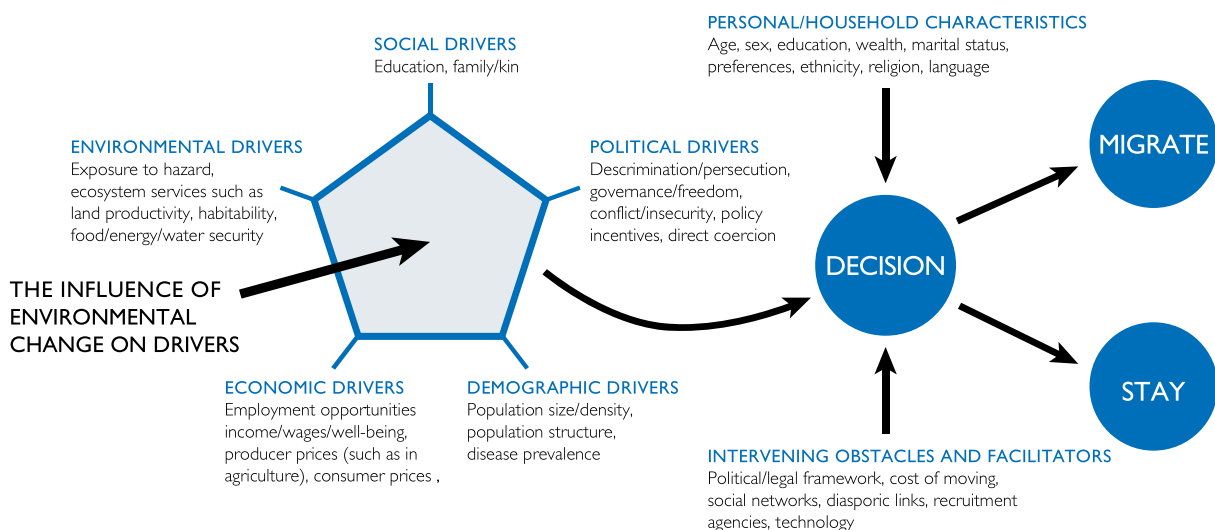 SOCIAL DRIVERS
Education, family/kin
ENVIRONMENTAL DRIVERS
Exposure to hazard,
ecosystem services such as
land productivity, habitability,
food/energy/water security
POLITICAL DRIVERS
Descrimination/persecution,
governance/freedom,
conflict/insecurity, policy
incentives, direct coercion
THE INFLUENCE OF
ENVIRONMENTAL
CHANGE ON DRIVERS
ECONOMIC DRIVERS
Employment opportunities
income/wages/well-being,
producer prices (such as in
agriculture), consumer prices ,
DEMOGRAPHIC DRIVERS
Population size/density,
population structure,
disease prevalence
PERSONAL/HOUSEHOLD CHARACTERISTICS
Age, sex, education, wealth, marital status,
preferences, ethnicity, religion, language
DECISION
INTERVENING OBSTACLES AND FACILITATORS
Political/legal framework, cost of moving,
social networks, diasporic links, recruitment
agencies, technology
MIGRATE
STAY